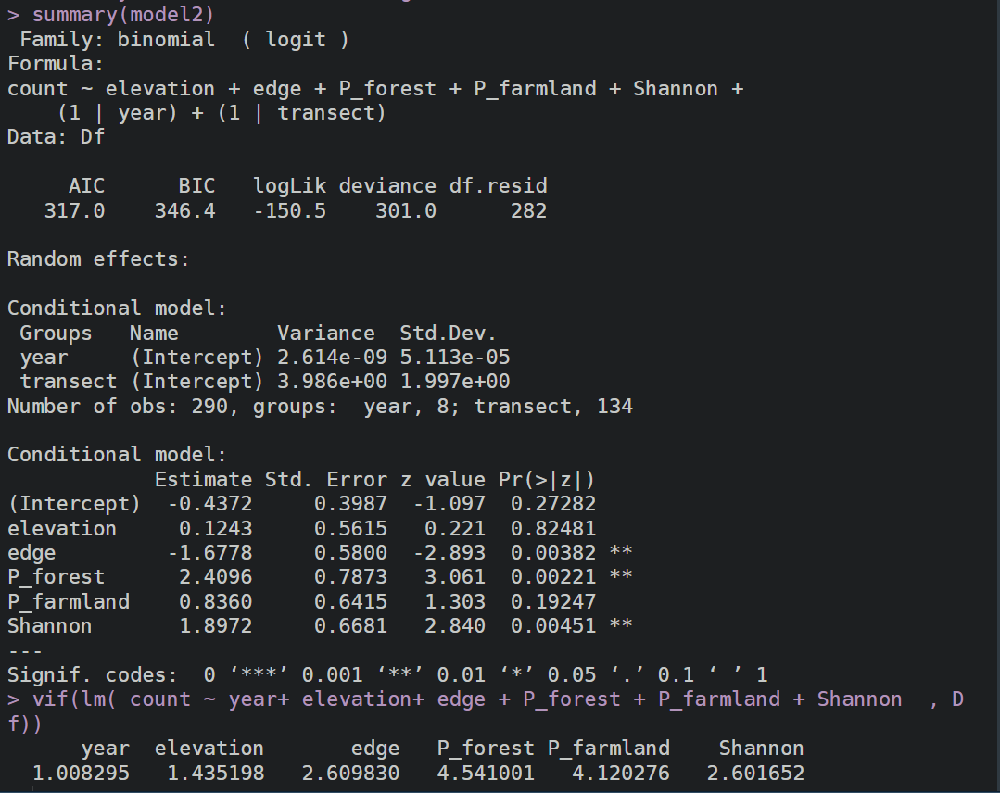 > summary(model2)
 Family: binomial  ( logit )
Formula:
count ~ elevation + edge + P_forest + P_farmland + Shannon +
    (1 | year) + (1 | transect)
Data: Df

     AIC      BIC   logLik deviance df.resid
   317.0    346.4   -150.5    301.0      282

Random effects:

Conditional model:
 Groups   Name        Variance  Std.Dev.
 year     (Intercept) 2.614e-09 5.113e-05
 transect (Intercept) 3.986e+00 1.997e+00
Number of obs: 290, groups:  year, 8; transect, 134

Conditional model:
            Estimate Std. Error z value Pr(>|z|)
(Intercept)  -0.4372     0.3987  -1.097  0.27282
elevation     0.1243     0.5615   0.221  0.82481
edge         -1.6778     0.5800  -2.893  0.00382 **
P_forest      2.4096     0.7873   3.061  0.00221 **
P_farmland    0.8360     0.6415   1.303  0.19247
Shannon       1.8972     0.6681   2.840  0.00451 **
---
Signif. codes:  0 ‘***’ 0.001 ‘**’ 0.01 ‘*’ 0.05 ‘.’ 0.1 ‘ ’ 1
> vif(lm( count ~ year+ elevation+ edge + P_forest + P_farmland + Shannon  , D
f))
      year  elevation       edge   P_forest P_farmland    Shannon
  1.008295   1.435198   2.609830   4.541001   4.120276   2.601652